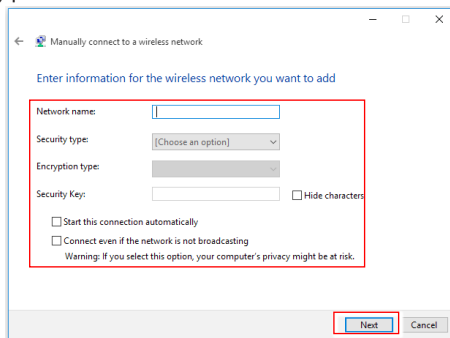 Manually connect to a wireless network
Enter information for the wireless network you want to add
Network name:
Security type:
[Choose an option]
Encryption type:
Security Key:
Hide characters
Start this connection automatically
Connect even if the network is not broadcasting
Warning: If you select this option, your computer's privacy might be at risk.
Next
Cancel